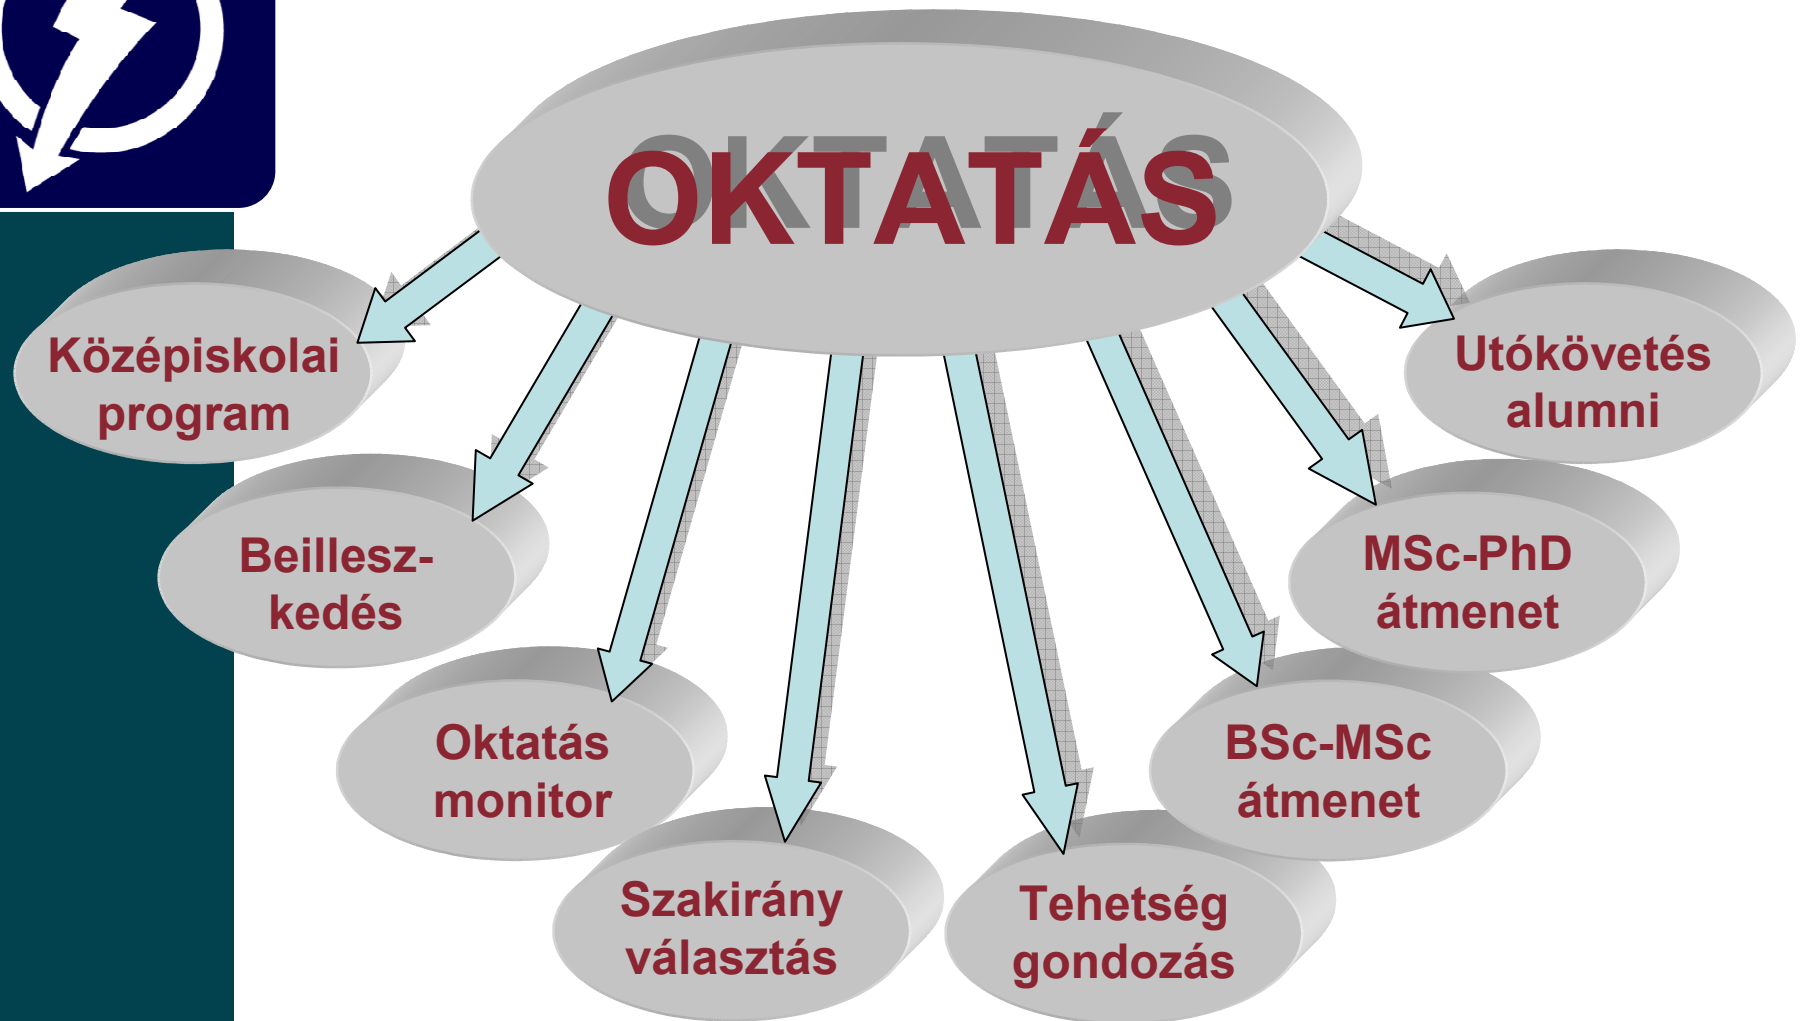 OKTATÁS
Középiskolai
program
Beillesz-
kedés
Oktatás
monitor
Szakirány
választás
Tehetség
gondozás
BSc-MSc
átmenet
MSc-PhD
átmenet
Utókövetés
alumni